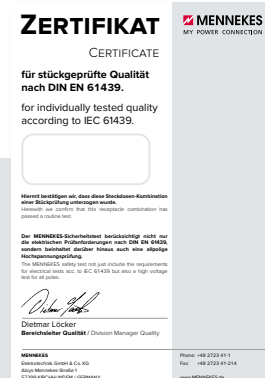 ZERTIFIKAT
CERTIFICATE
MENNEKES
MY POWER CONNECTION
für stückgeprüfte Qualität
nach DIN EN 61439.
for individually tested quality
according to IEC 61439.
Hiermit bestätigen wir, dass diese Steckdosen-Kombination
einer Stückprüfung unterzogen wurde.
Herewith we confirm that this receptacle combination has
passed a routine test.
Der MENNEKES-Sicherheitstest berücksichtigt nicht nur
die elektrischen Prüfanforderungen nach DIN EN 61439,
sondern beinhaltet darüber hinaus auch eine allpolige
Hochspannungsprüfung.
The MENNEKES safety test not just include the requirements
for electrical tests acc. to IEC 61439 but also a high voltage
test for all poles.
Dietmar Löcker
Bereichsleiter Qualität / Division Manager Quality
MENNEKES
Elektrotechnik GmbH & Co. KG
Aloys-Mennekes-Straße 1
57399 KIRCHHUNDEM / GERMANY
Phone: +49 2723 41-1
Fax: +49 2723 41-214
www.MENNEKES.de